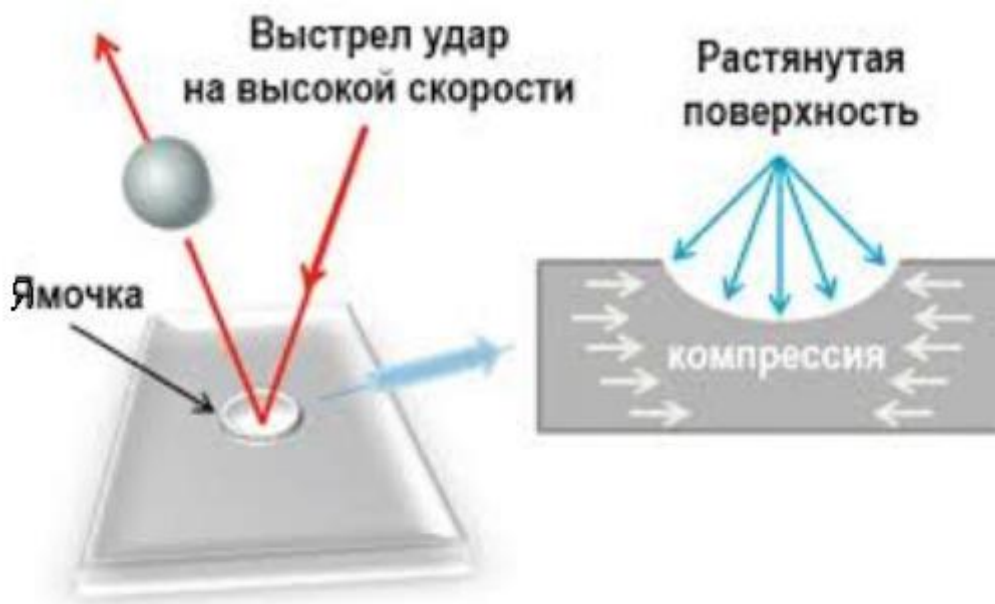 Выстрел удар
на высокой скорости
Растянутая
поверхность
Ямочка
компрессия